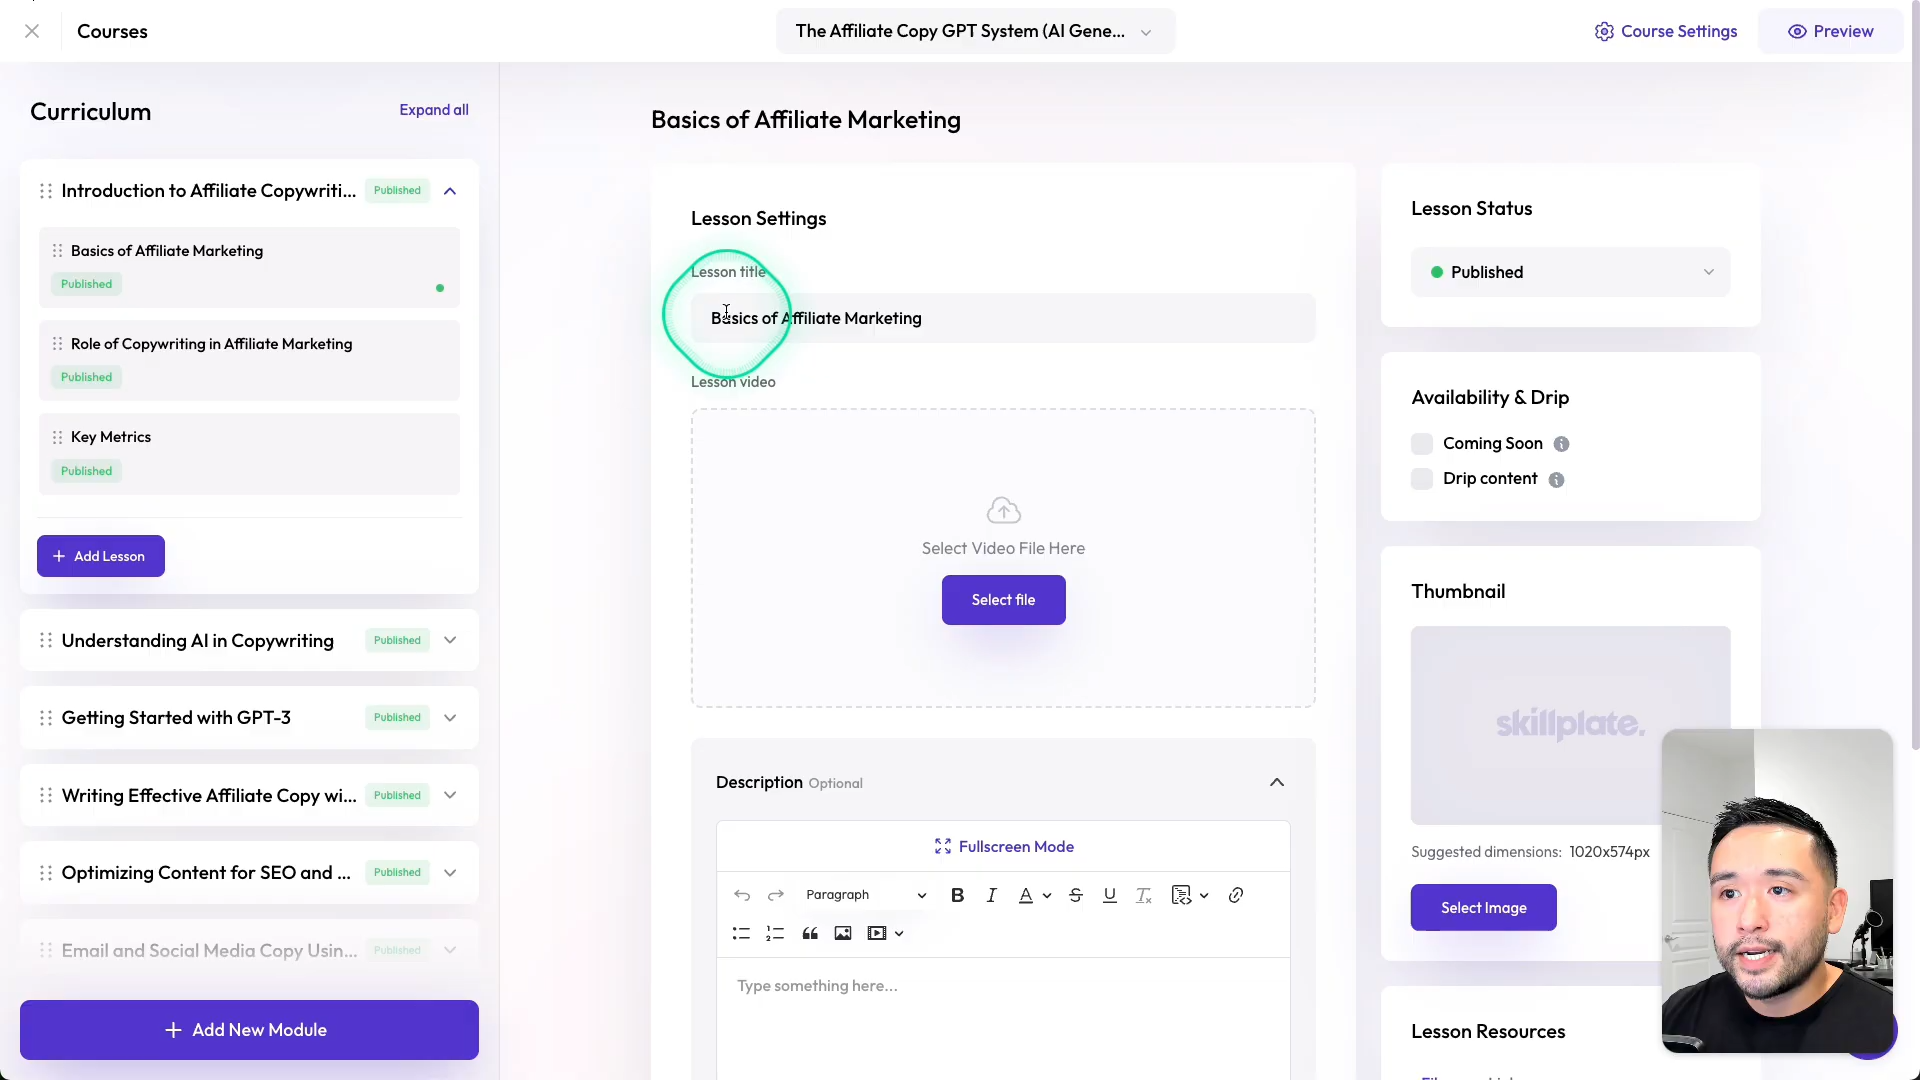 Courses
The Affiliate Copy GPT System (AI Gene...
Course Settings
Preview
Curriculum
Expand all
Introduction to Affiliate Copywriti...
Published
Basics of Affiliate Marketing
Published
Role of Copywriting in Affiliate Marketing
Published
Key Metrics
Published
+ Add Lesson
Understanding AI in Copywriting
Published
Getting Started with GPT-3
Published
Writing Effective Affiliate Copy wi...
Published
Optimizing Content for SEO and ...
Published
Email and Social Media Copy Usin...
Published
+ Add New Module
Basics of Affiliate Marketing
Lesson Settings
Lesson title
Basics of Affiliate Marketing
Lesson video
Select Video File Here
Select file
Description Optional
Fullscreen Mode
Paragraph
Type something here...
Lesson Status
Published
Availability & Drip
Coming Soon
Drip content
Thumbnail
skillplate.
Suggested dimensions: 1020x574px
Select Image
Lesson Resources